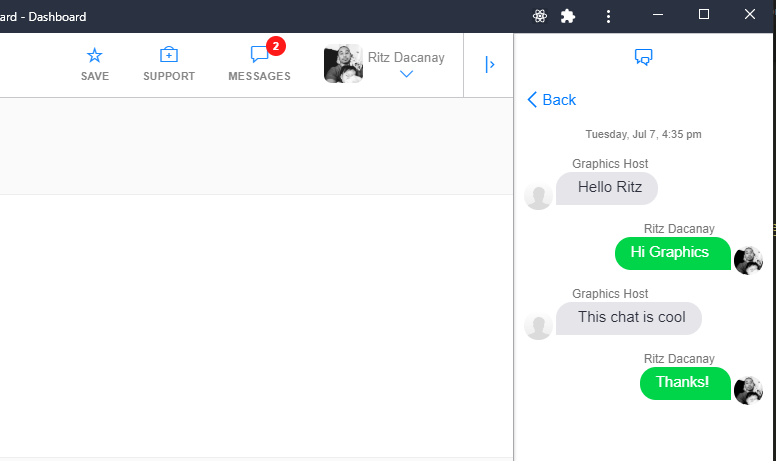 ard - Dashboard
SAVE
SUPPORT
2
MESSAGES
Ritz Dacanay
Back
Tuesday, Jul 7, 4:35 pm
Graphics Host
Hello Ritz
Ritz Dacanay
Hi Graphics
Graphics Host
This chat is cool
Ritz Dacanay
Thanks!